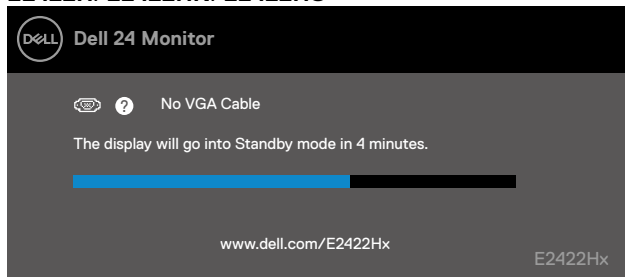 DELL Dell 24 Monitor
? No VGA Cable
The display will go into Standby mode in 4 minutes.
www.dell.com/E2422Hx
E2422Hx